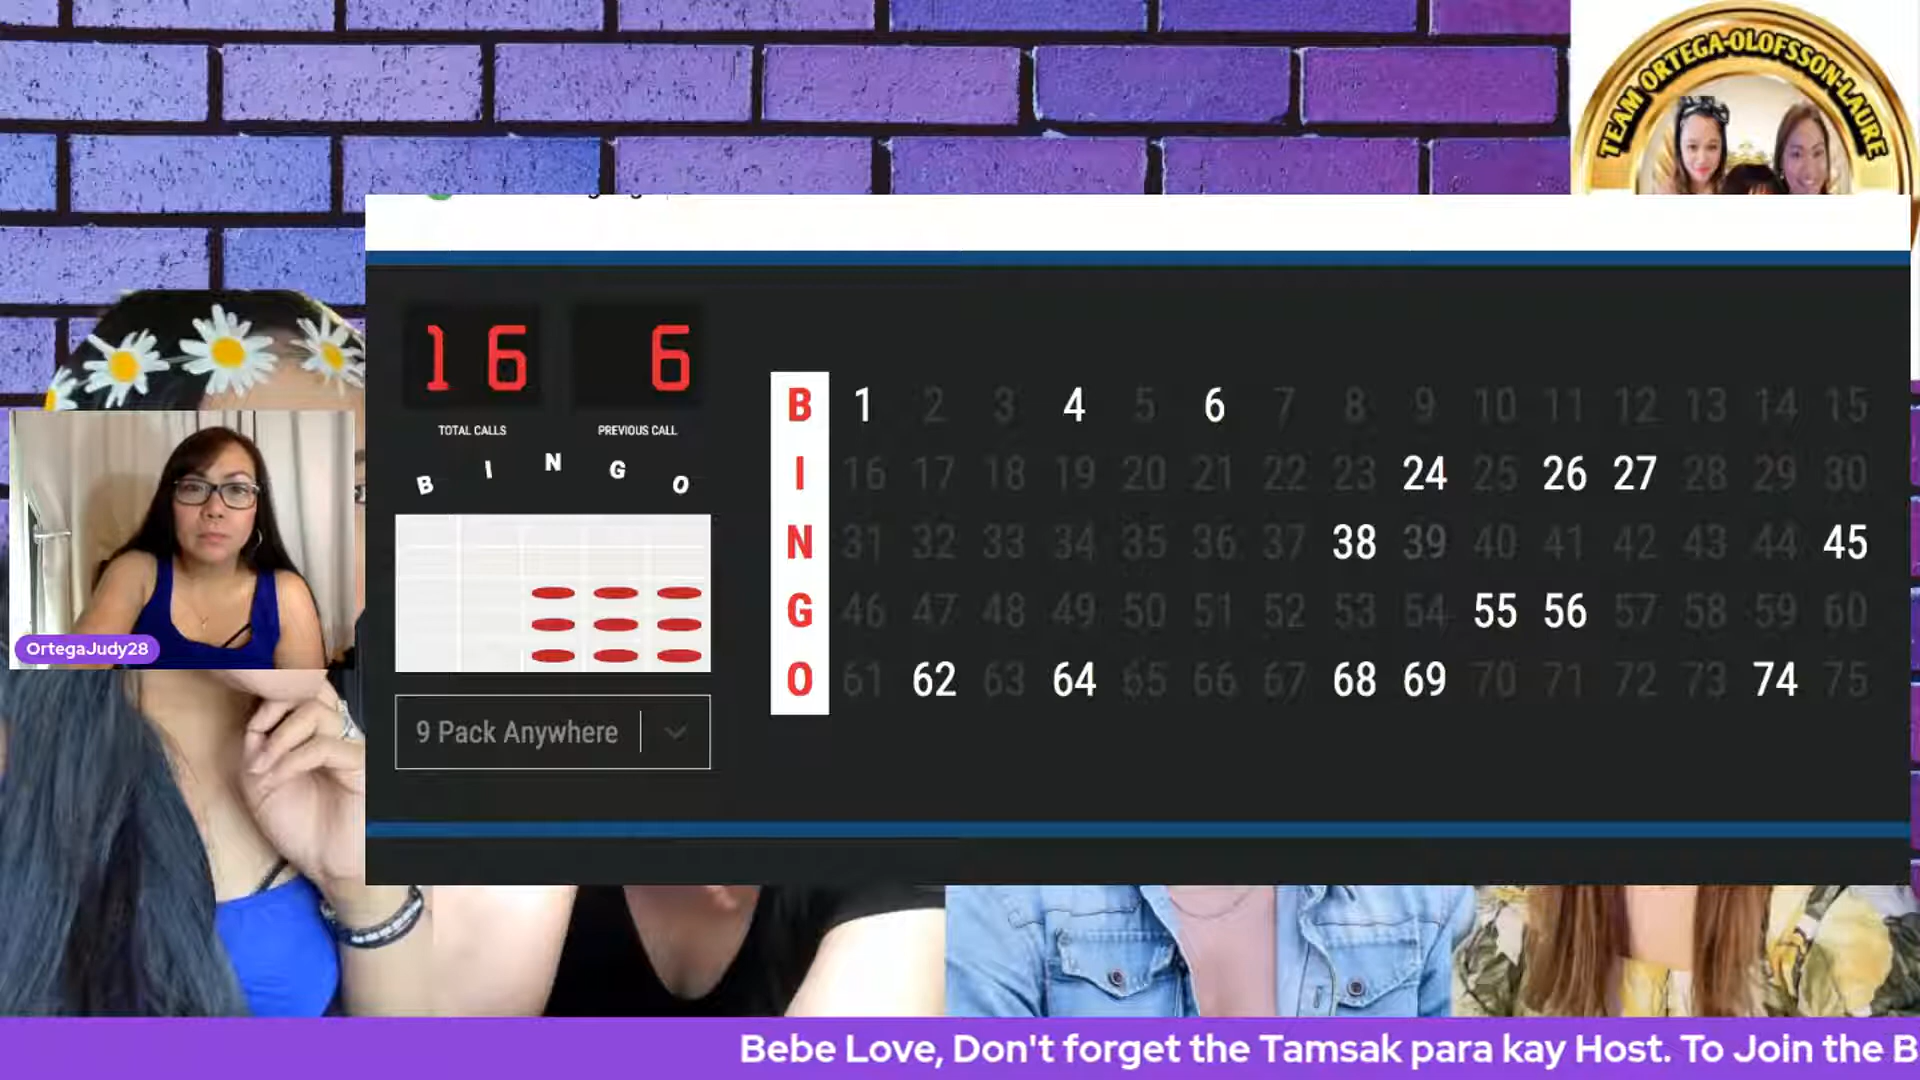 TEAM ORTEGA-OLOFSSON-LAURE
16
6
TOTAL CALLS
PREVIOUS CALL
B I N G O
9 Pack Anywhere
B 1 2 3 4 5 6 7 8 9 10 11 12 13 14 15
I 16 17 18 19 20 21 22 23 24 25 26 27 28 29 30
N 31 32 33 34 35 36 37 38 39 40 41 42 43 44 45
G 46 47 48 49 50 51 52 53 54 55 56 57 58 59 60
O 61 62 63 64 65 66 67 68 69 70 71 72 73 74 75
OrtegaJudy28
Bebe Love, Don't forget the Tamsak para kay Host. To Join the B